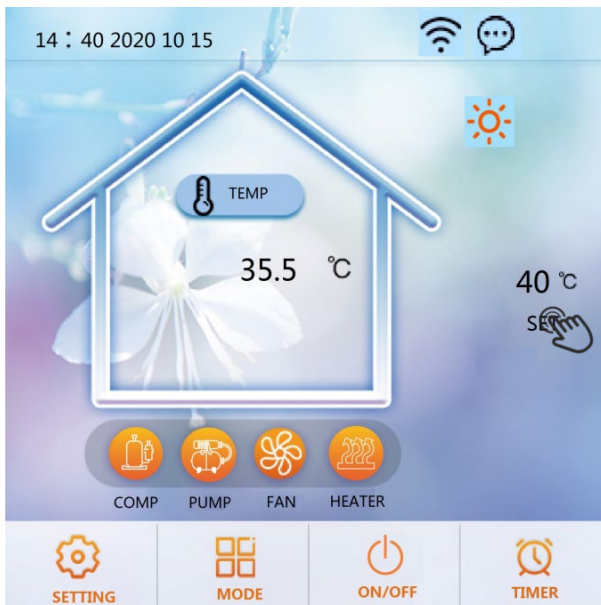 14：40 2020 10 15
TEMP
35.5 ℃
40 ℃
SET
COMP PUMP FAN HEATER
SETTING MODE ON/OFF TIMER